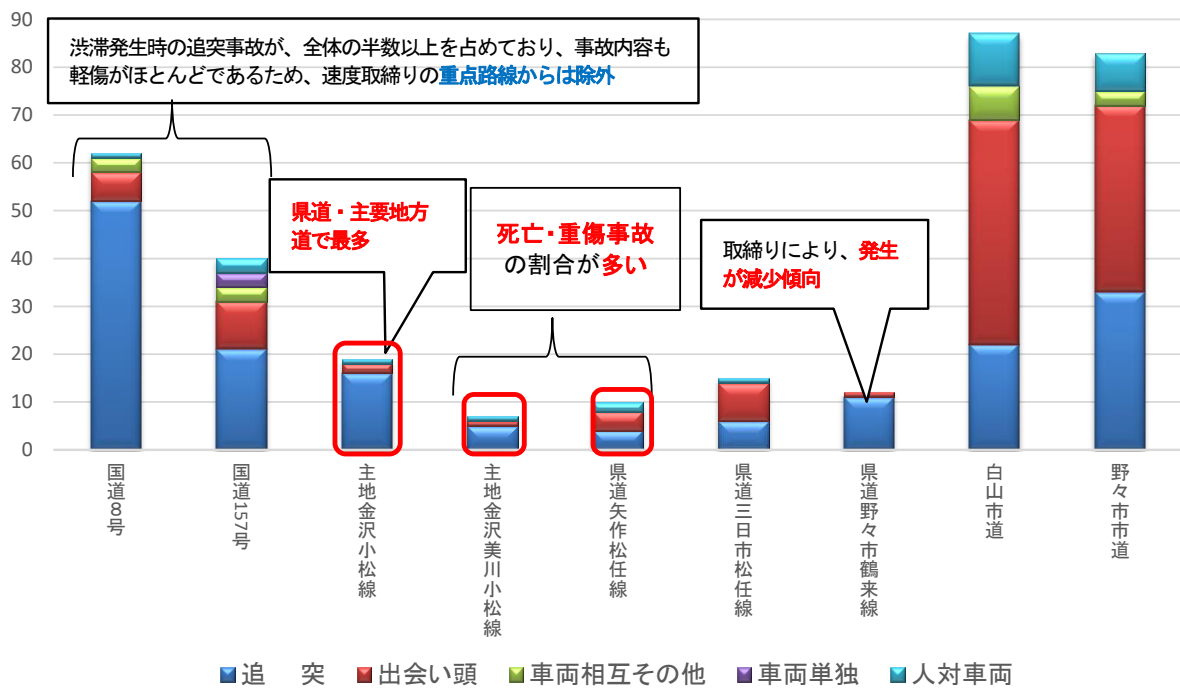 90
80
70
60
50
40
30
20
10
0
渋滞発生時の追突事故が、全体の半数以上を占めており、事故内容も
軽傷がほとんどであるため、速度取締りの重点路線からは除外
県道・主要地方
道で最多
死亡・重傷事故
の割合が多い
取締りにより、発生
が減少傾向
国道8号
国道157号
主地金沢小松線
主地金沢美川小松線
県道矢作松任線
県道三日市松任線
県道野々市鶴来線
白山市道
野々市市道
追　突 出会い頭 車両相互その他 車両単独 人対車両